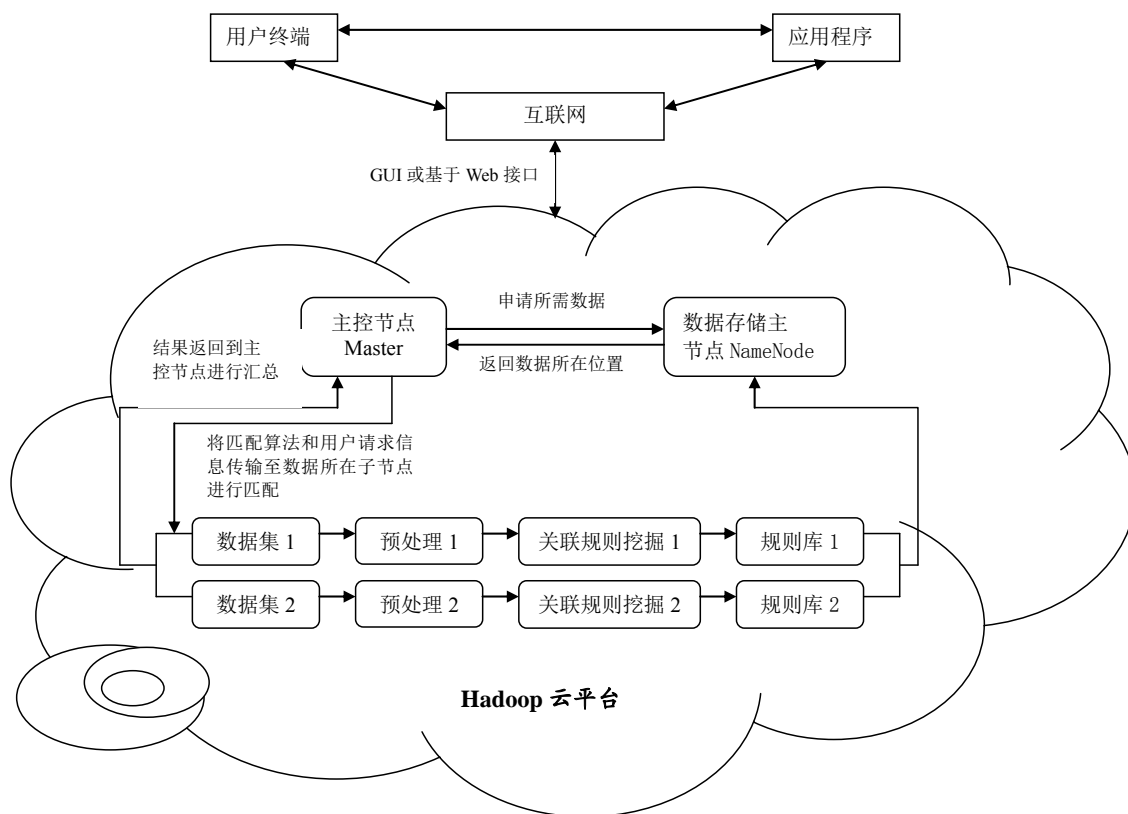 用户终端
应用程序
互联网
GUI 或基于 Web 接口
申请所需数据
主控节点
Master
数据存储主
节点 NameNode
返回数据所在位置
结果返回到主
控节点进行汇总
将匹配算法和用户请求信
息传输至数据所在子节点
进行匹配
数据集 1
预处理 1
关联规则挖掘 1
规则库 1
数据集 2
预处理 2
关联规则挖掘 2
规则库 2
Hadoop 云平台